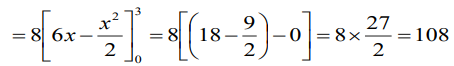 = 8[6x − x²/2]₀³ = 8[(18 − 9/2) − 0] = 8 × 27/2 = 108